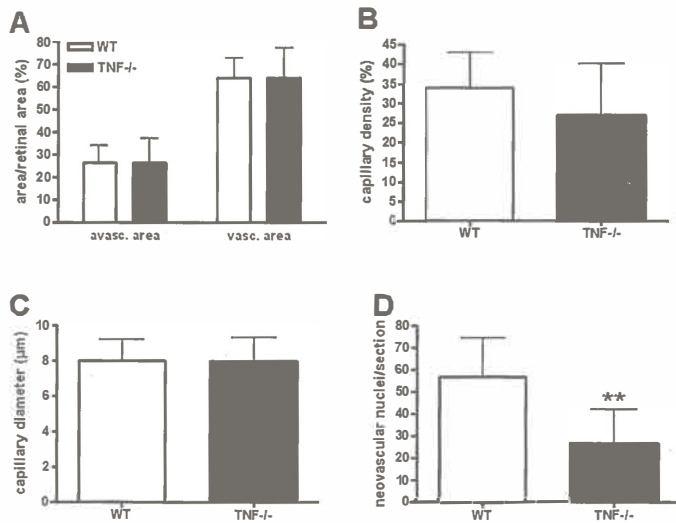 A
area/retinal area (%)
80
70
60
50
40
30
20
10
0
WT
TNF-/-
avasc. area
vasc. area
B
capillary density (%)
45
40
35
30
25
20
15
10
5
0
WT
TNF-/-
C
capillary diameter (µm)
10
8
6
4
2
0
WT
TNF-/-
D
neovascular nuclei/section
80
70
60
50
40
30
20
10
0
**
WT
TNF-/-